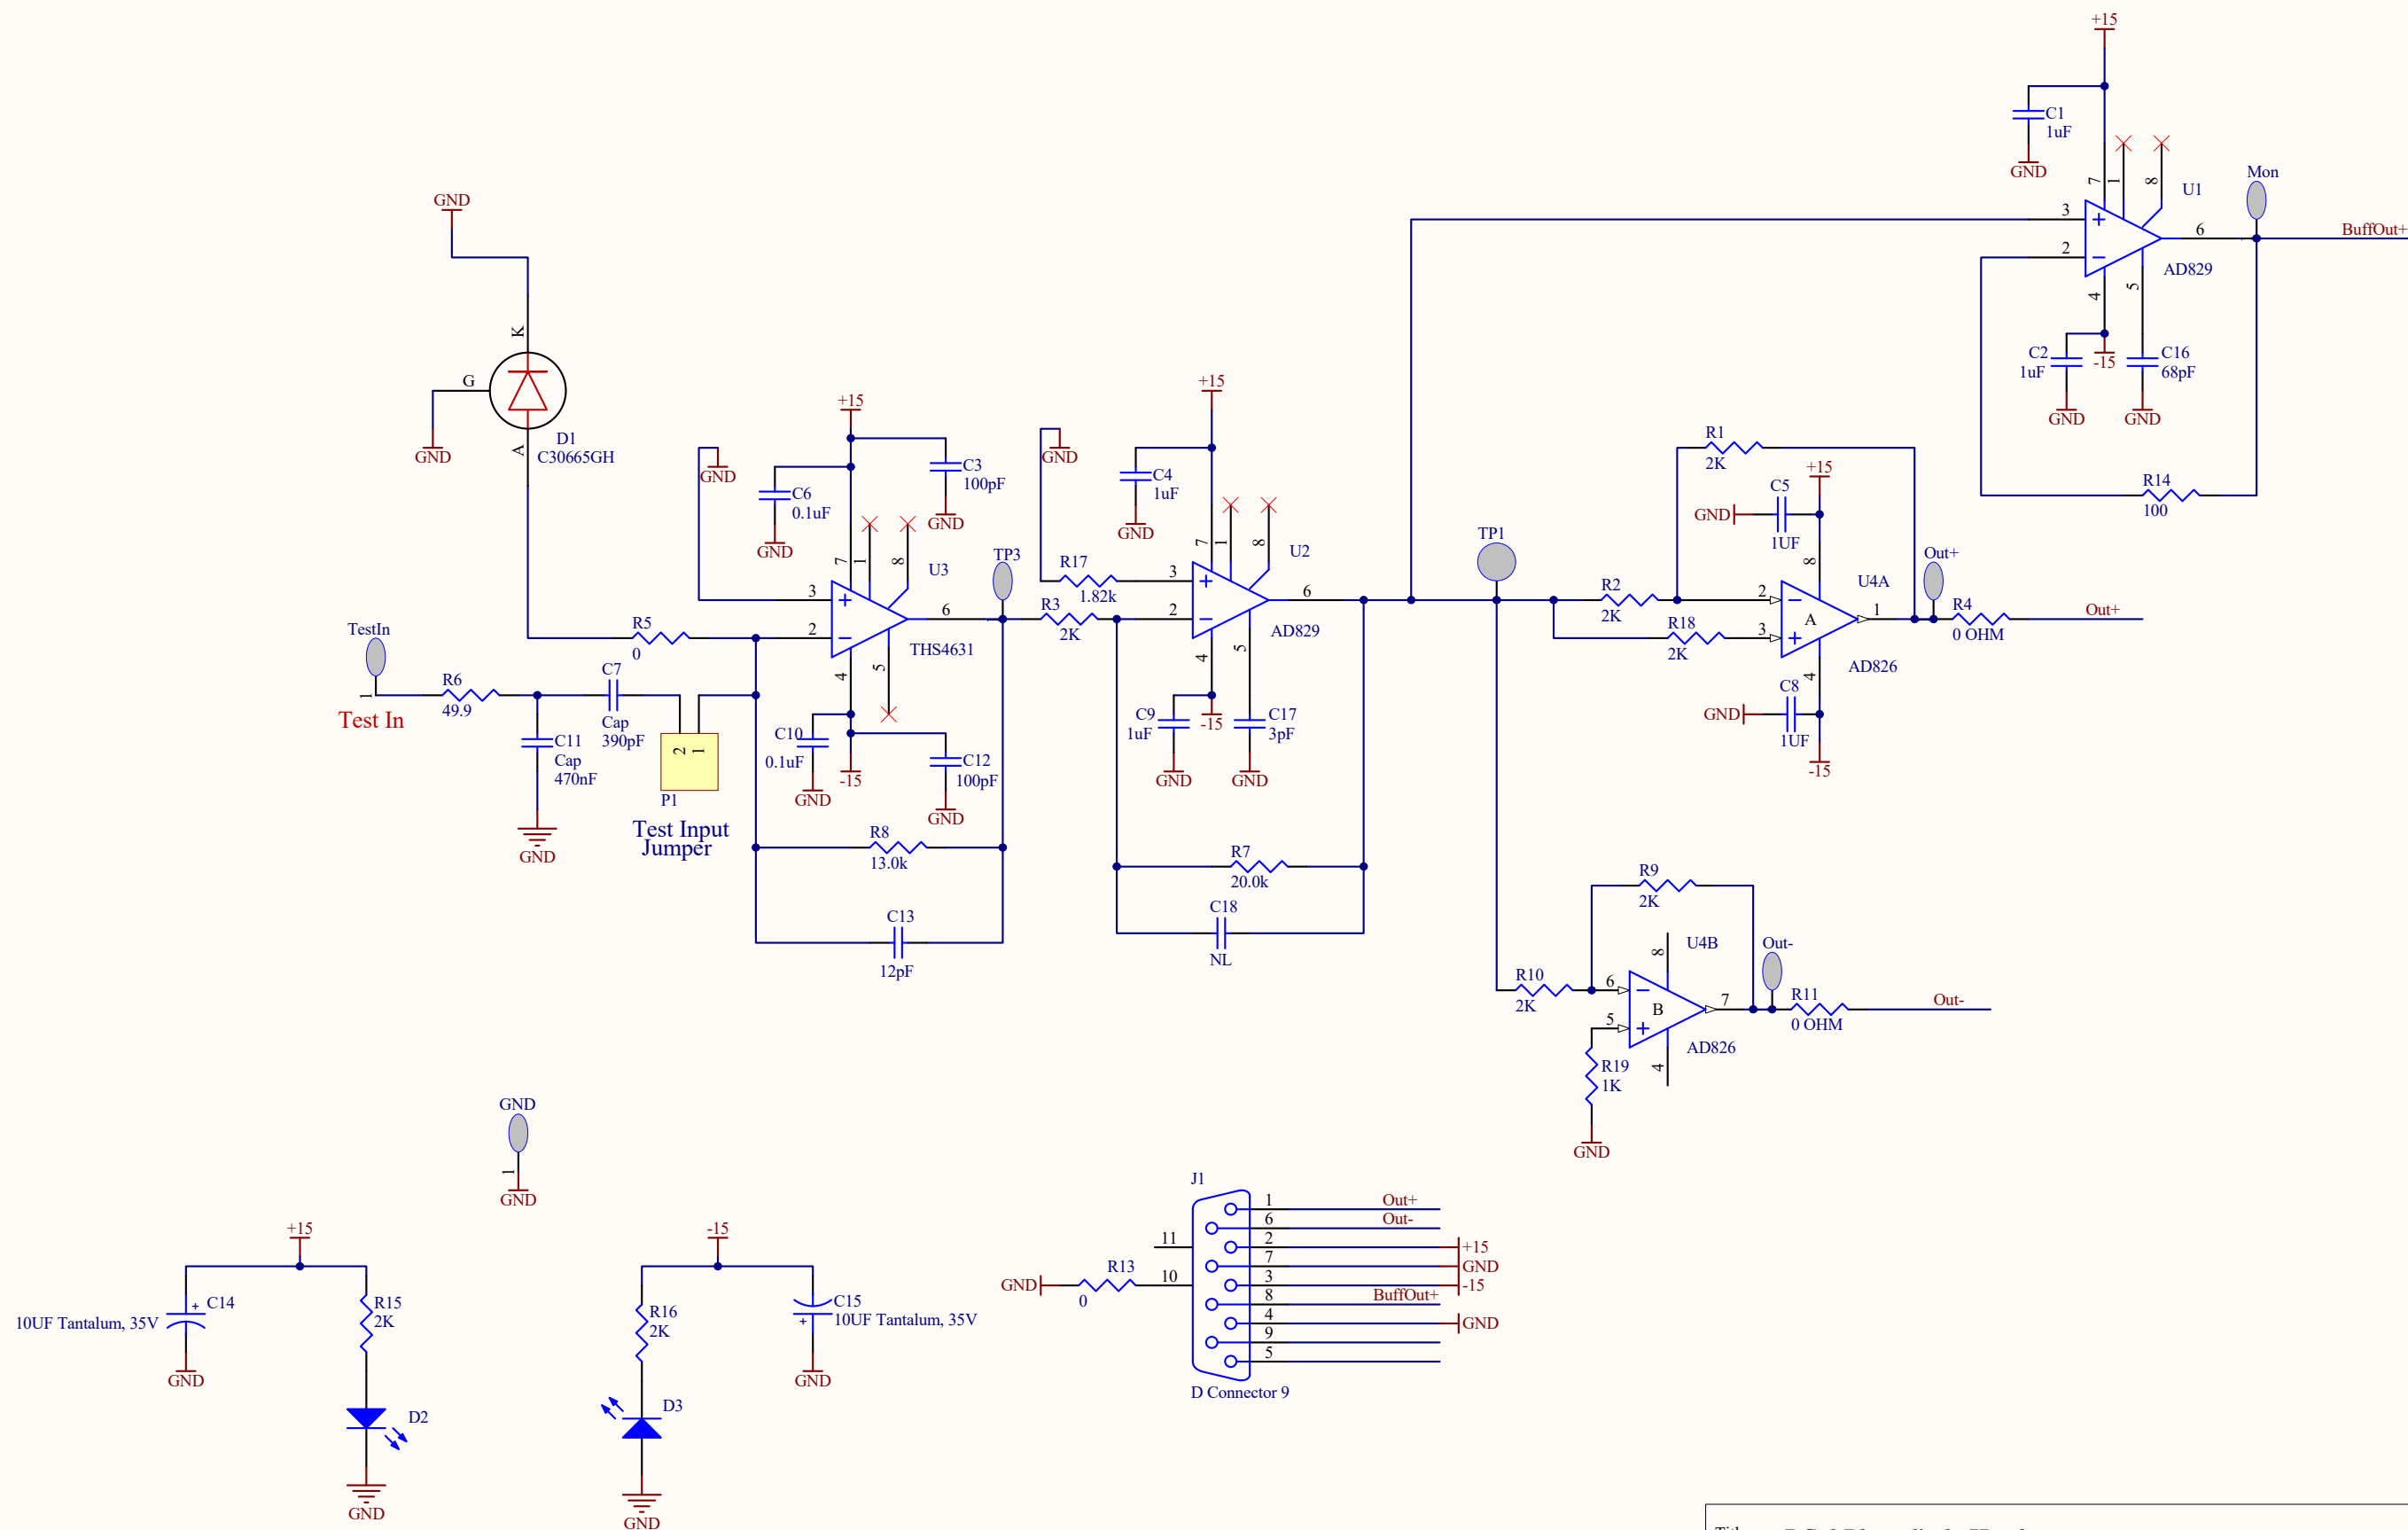 +15
C1
1uF
GND
7
1
8
U1
Mon
3
2
6
BuffOut+
AD829
4
5
C2
1uF
-15
C16
68pF
GND
GND
R14
100
GND
K
G
A
D1
C30665GH
GND
+15
GND
C6
0.1uF
GND
C3
100pF
GND
7
1
8
U3
3
2
6
TP3
THS4631
4
5
R5
0
TestIn
1
Test In
R6
49.9
C7
Cap
390pF
C11
Cap
470nF
GND
2
1
P1
Test Input
Jumper
C10
0.1uF
GND
-15
C12
100pF
GND
R8
13.0k
C13
12pF
+15
GND
C4
1uF
GND
7
1
8
U2
R17
1.82k
R3
2K
3
2
6
AD829
4
5
C9
1uF
-15
C17
3pF
GND
GND
R7
20.0k
C18
NL
TP1
R1
2K
+15
C5
GND
1UF
8
R2
2K
R18
2K
2
3
A
U4A
1
AD826
Out+
R4
0 OHM
Out+
4
C8
GND
1UF
-15
R9
2K
U4B
8
Out-
R10
2K
6
5
B
7
AD826
4
R11
0 OHM
Out-
R19
1K
GND
GND
1
GND
+15
C14
10UF Tantalum, 35V
+
GND
R15
2K
D2
GND
-15
R16
2K
C15
10UF Tantalum, 35V
+
GND
D3
GND
J1
11
10
R13
0
GND
1 Out+
6 Out-
2 +15
7 GND
3 -15
8 BuffOut+
4 GND
9
5
D Connector 9